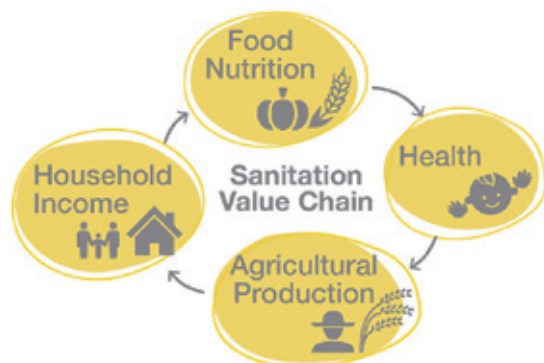 Food
Nutrition
Health
Household
Income
Sanitation
Value Chain
Agricultural
Production